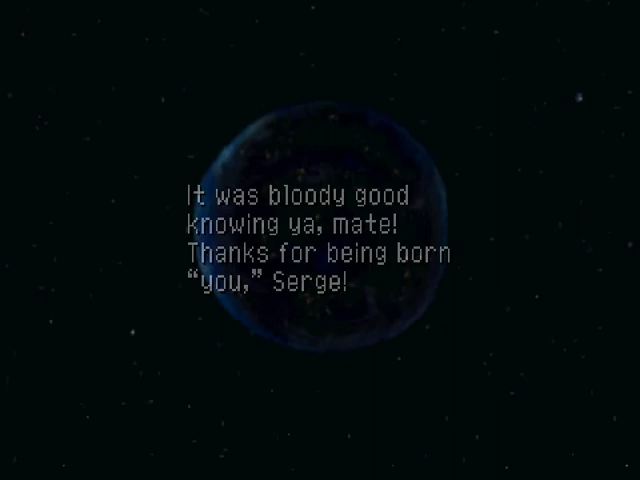 It was bloody good
knowing ya, mate!
Thanks for being born
“you,” Serge!